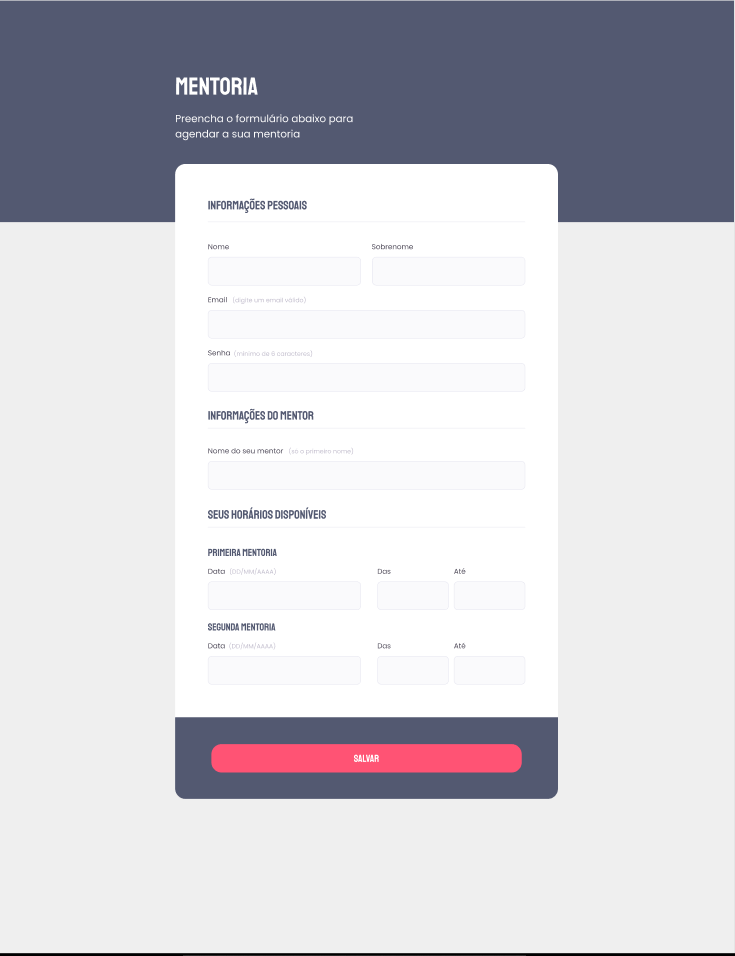 MENTORIA
Preencha o formulário abaixo para
agendar a sua mentoria
INFORMAÇÕES PESSOAIS
Nome Sobrenome
Email (digite um email válido)
Senha (mínimo de 6 caracteres)
INFORMAÇÕES DO MENTOR
Nome do seu mentor (só o primeiro nome)
SEUS HORÁRIOS DISPONÍVEIS
PRIMEIRA MENTORIA
Data (DD/MM/AAAA) Das Até
SEGUNDA MENTORIA
Data (DD/MM/AAAA) Das Até
SALVAR